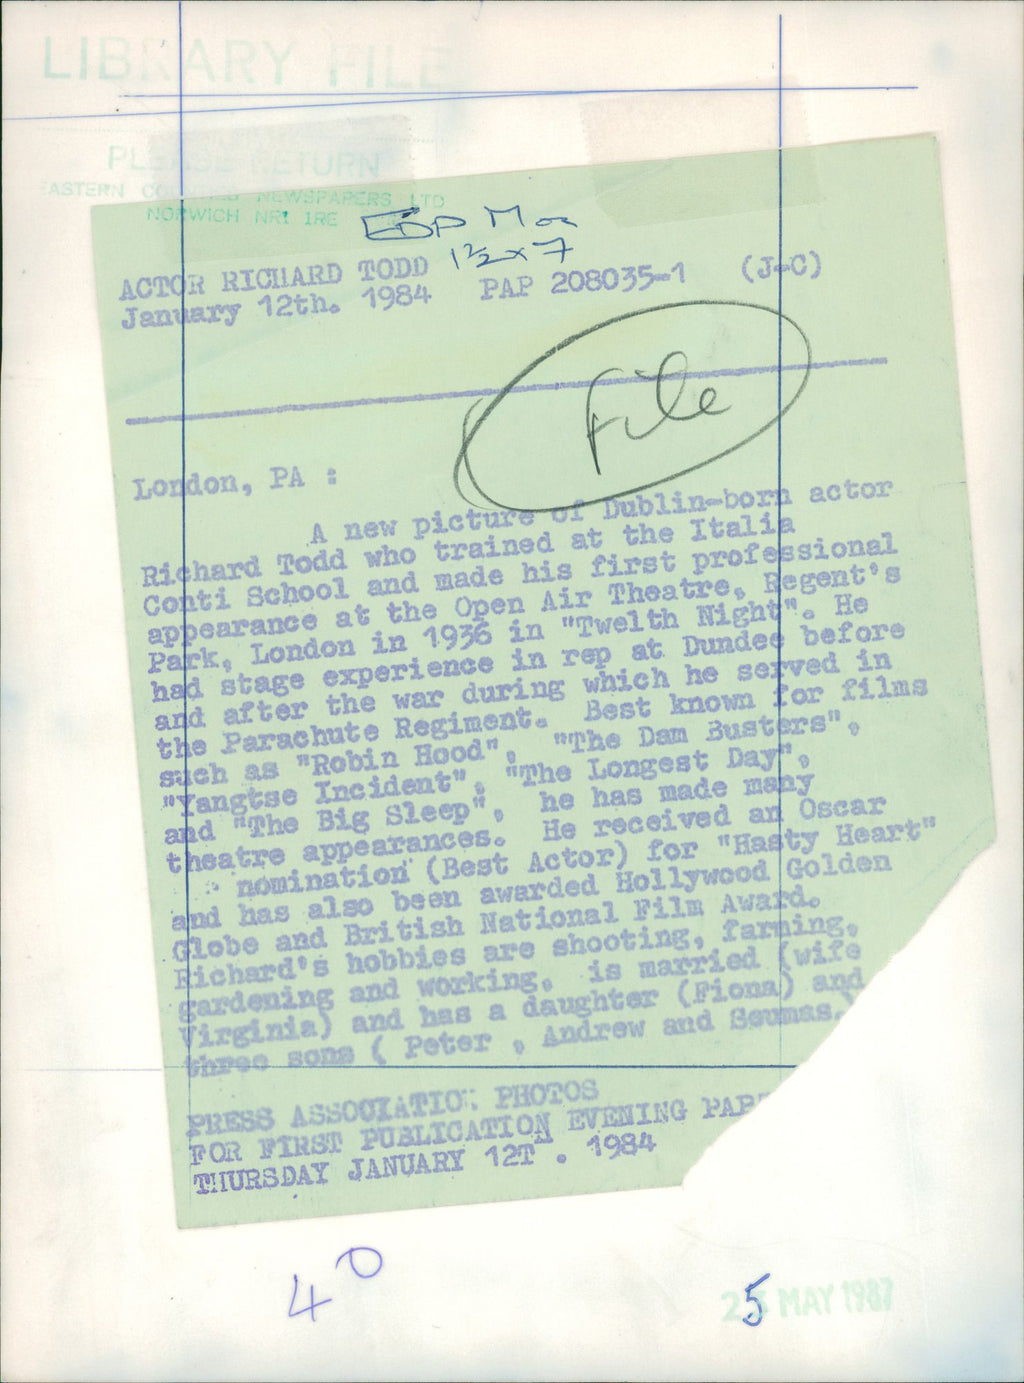 LIBRARY FILE
PLEASE RETURN
EASTERN COUNTIES NEWSPAPERS LTD
NORWICH NR1 1RE
EDP Mon
1½ x 7
ACTOR RICHARD TODD
January 12th. 1984 PAP 208035-1 (J-C)
File
London, PA :
A new picture of Dublin-born actor
Richard Todd who trained at the Italia
Conti School and made his first professional
appearance at the Open Air Theatre, Regent's
Park, London in 1936 in "Twelth Night". He
had stage experience in rep at Dundee before
and after the war during which he served in
the Parachute Regiment. Best known for films
such as "Robin Hood", "The Dam Busters",
"Yangtse Incident", "The Longest Day",
and "The Big Sleep", he has made many
theatre appearances. He received an Oscar
nomination (Best Actor) for "Hasty Heart"
and has also been awarded Hollywood Golden
Globe and British National Film Award.
Richard's hobbies are shooting, farming,
gardening and working, is married (wife
Virginia) and has a daughter (Fiona) and
three sons ( Peter , Andrew and Seumas.)
PRESS ASSOCIATION PHOTOS
FOR FIRST PUBLICATION EVENING PAP
THURSDAY JANUARY 12T . 1984
40
25 MAY 1987